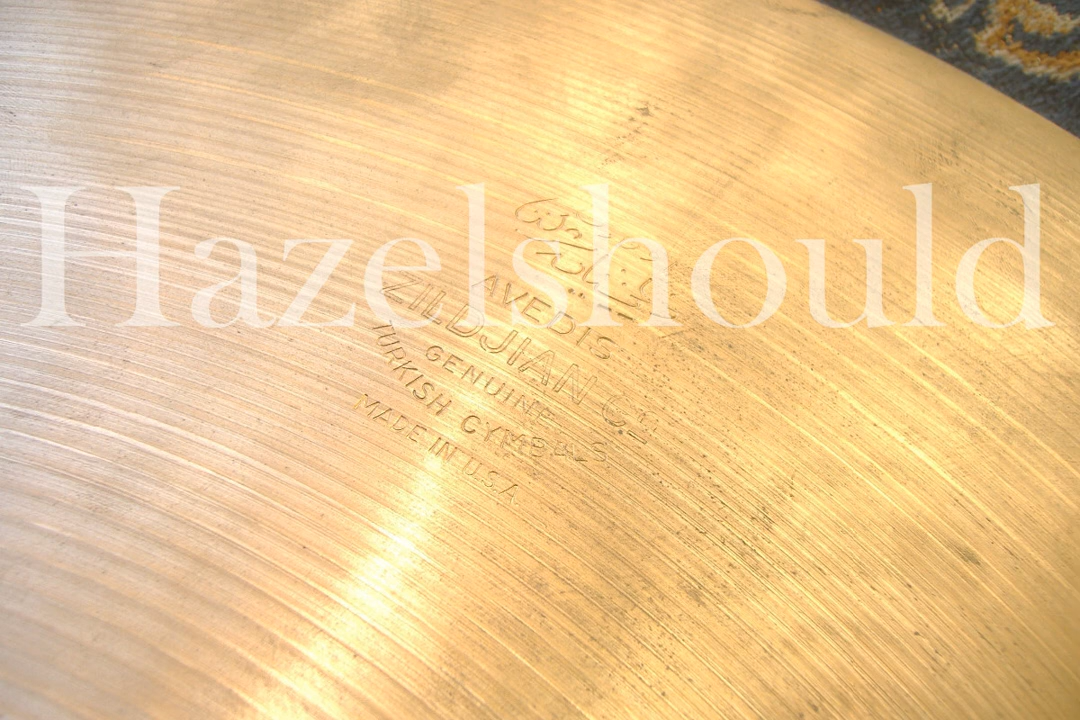 Hazelshould
AVEDIS
ZILDJIAN CO
GENUINE
TURKISH CYMBALS
MADE IN U.S.A.